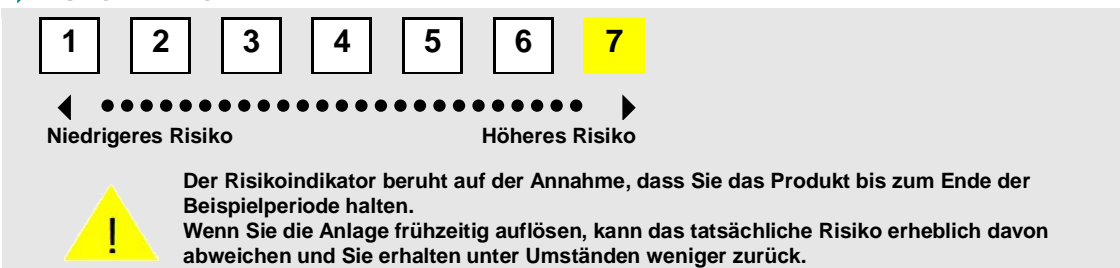 1 2 3 4 5 6 7
Niedrigeres Risiko Höheres Risiko
!
Der Risikoindikator beruht auf der Annahme, dass Sie das Produkt bis zum Ende der
Beispielperiode halten.
Wenn Sie die Anlage frühzeitig auflösen, kann das tatsächliche Risiko erheblich davon
abweichen und Sie erhalten unter Umständen weniger zurück.